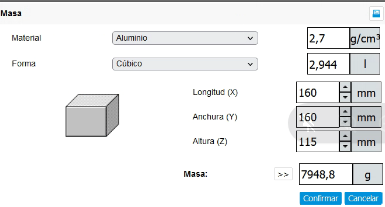 Masa
Material Aluminio 2,7 g/cm³
Forma Cúbico 2,944 l
Longitud (X) 160 mm
Anchura (Y) 160 mm
Altura (Z) 115 mm
Masa: >> 7948,8 g
Confirmar Cancelar